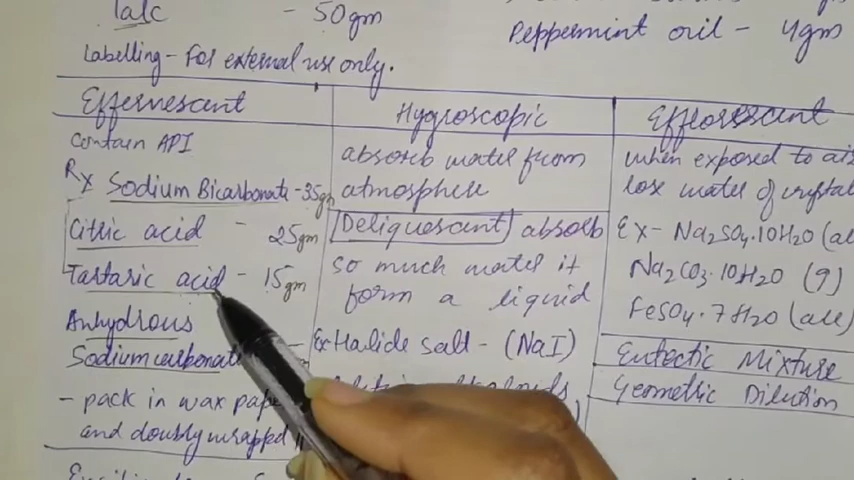 Talc - 50gm
Peppermint oil - 4gm
Labelling - For external use only.
Effervescent
Contain API
Rx Sodium Bicarbonate - 35gm
Citric acid - 25gm
Tartaric acid - 15gm
Anhydrous
Sodium carbonate
- pack in wax pap
and doubly wrapped
Hygroscopic
absorb water from
atmosphere
Deliquescent absorb
so much water it
form a liquid
Ex Halide salt - (NaI)
Efflorescent
when exposed to air
lose water of crystal
Ex - Na2SO4.10H2O
Na2CO3.10H2O (9)
FeSO4.7H2O
Eutectic Mixture
Geometric Dilution